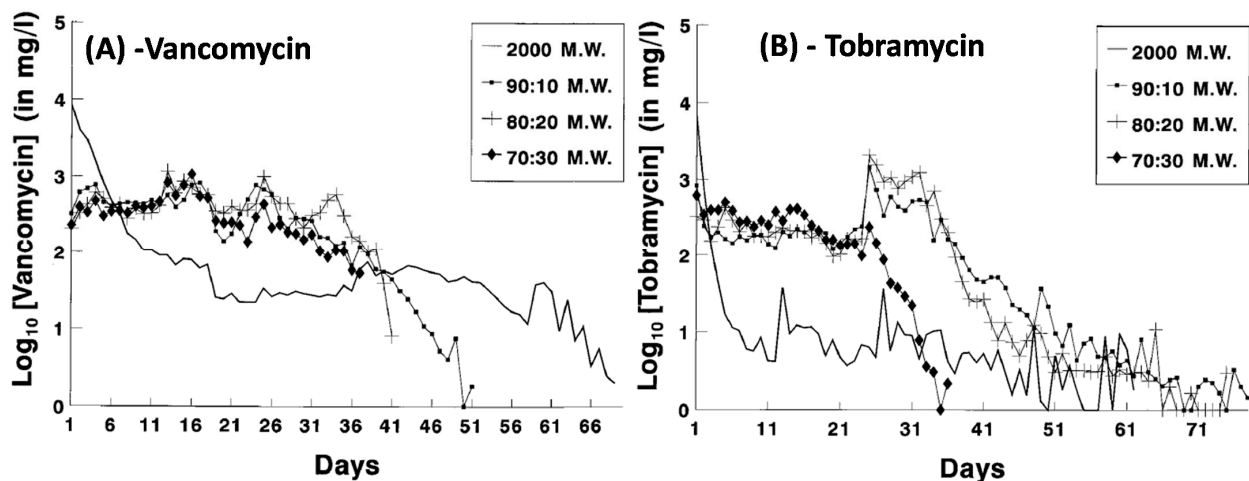 (A) -Vancomycin
Log10 [Vancomycin] (in mg/l)
5
4
3
2
1
0
2000 M.W.
90:10 M.W.
80:20 M.W.
70:30 M.W.
1 6 11 16 21 26 31 36 41 46 51 56 61 66
Days
(B) - Tobramycin
Log10 [Tobramycin] (in mg/l)
5
4
3
2
1
0
2000 M.W.
90:10 M.W.
80:20 M.W.
70:30 M.W.
1 11 21 31 41 51 61 71
Days